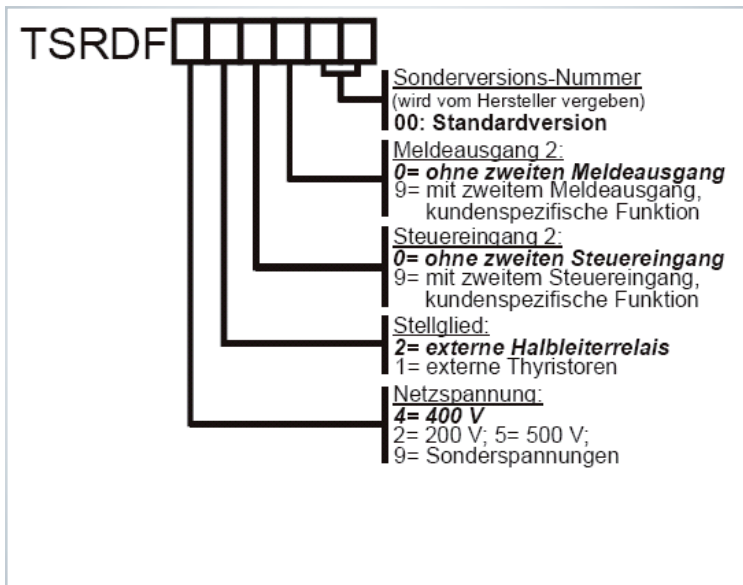 TSRDF
Sonderversions-Nummer
(wird vom Hersteller vergeben)
00: Standardversion
Meldeausgang 2:
0= ohne zweiten Meldeausgang
9= mit zweitem Meldeausgang,
kundenspezifische Funktion
Steuereingang 2:
0= ohne zweiten Steuereingang
9= mit zweitem Steuereingang,
kundenspezifische Funktion
Stellglied:
2= externe Halbleiterrelais
1= externe Thyristoren
Netzspannung:
4= 400 V
2= 200 V; 5= 500 V;
9= Sonderspannungen